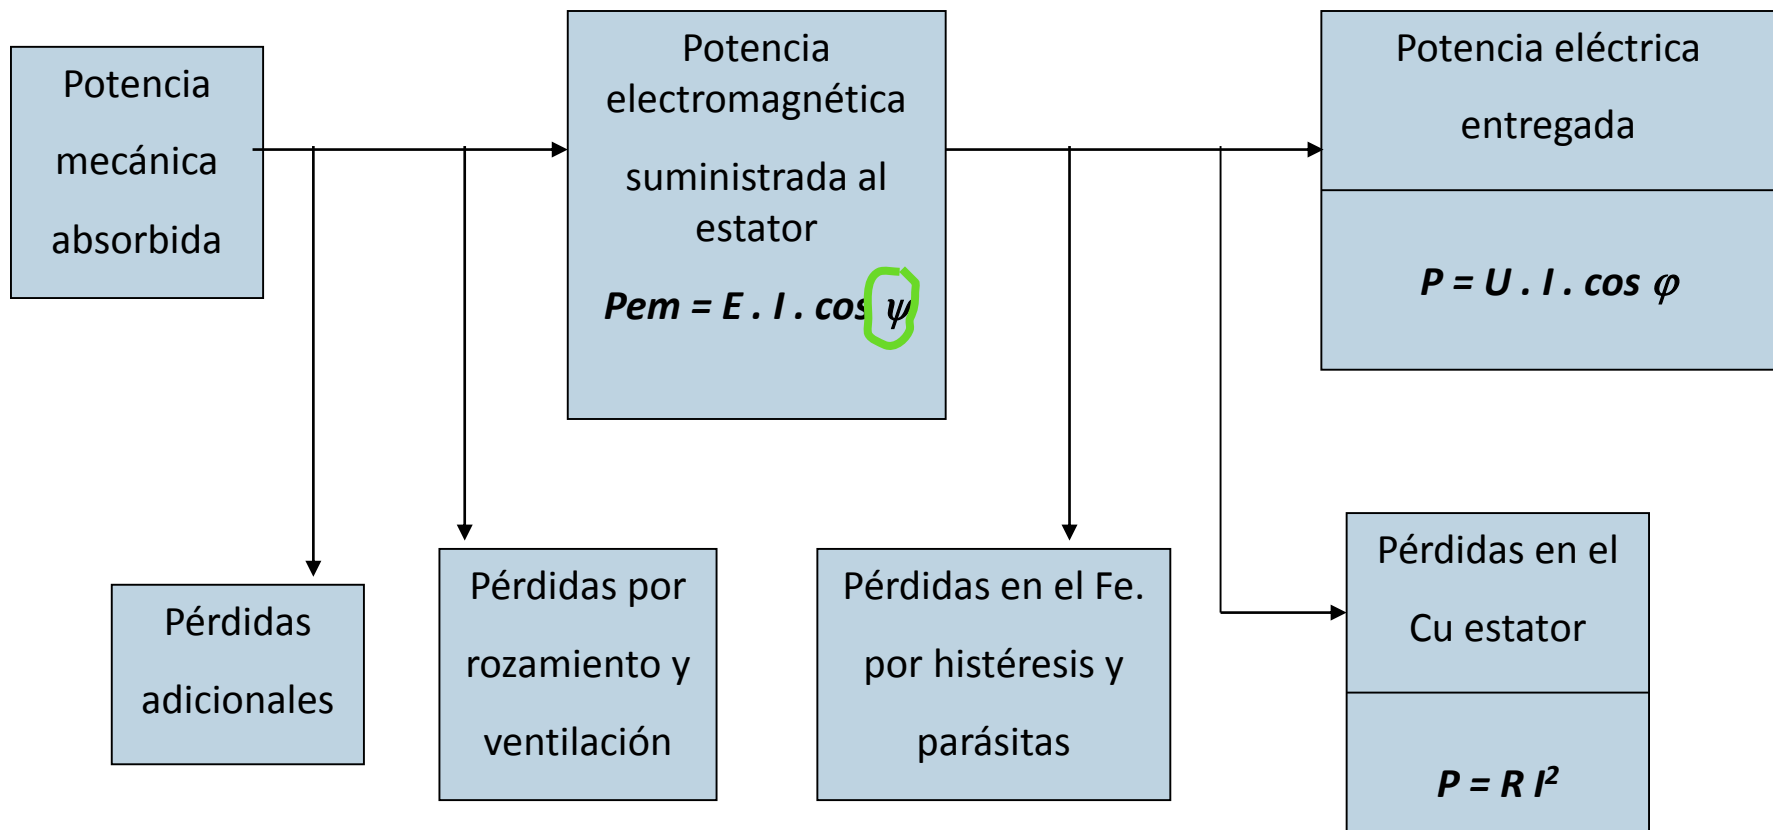 Potencia
mecánica
absorbida
Potencia
electromagnética
suministrada al
estator
Pem = E . I . cos ψ
Potencia eléctrica
entregada
P = U . I . cos φ
Pérdidas
adicionales
Pérdidas por
rozamiento y
ventilación
Pérdidas en el Fe.
por histéresis y
parásitas
Pérdidas en el
Cu estator
P = R I²